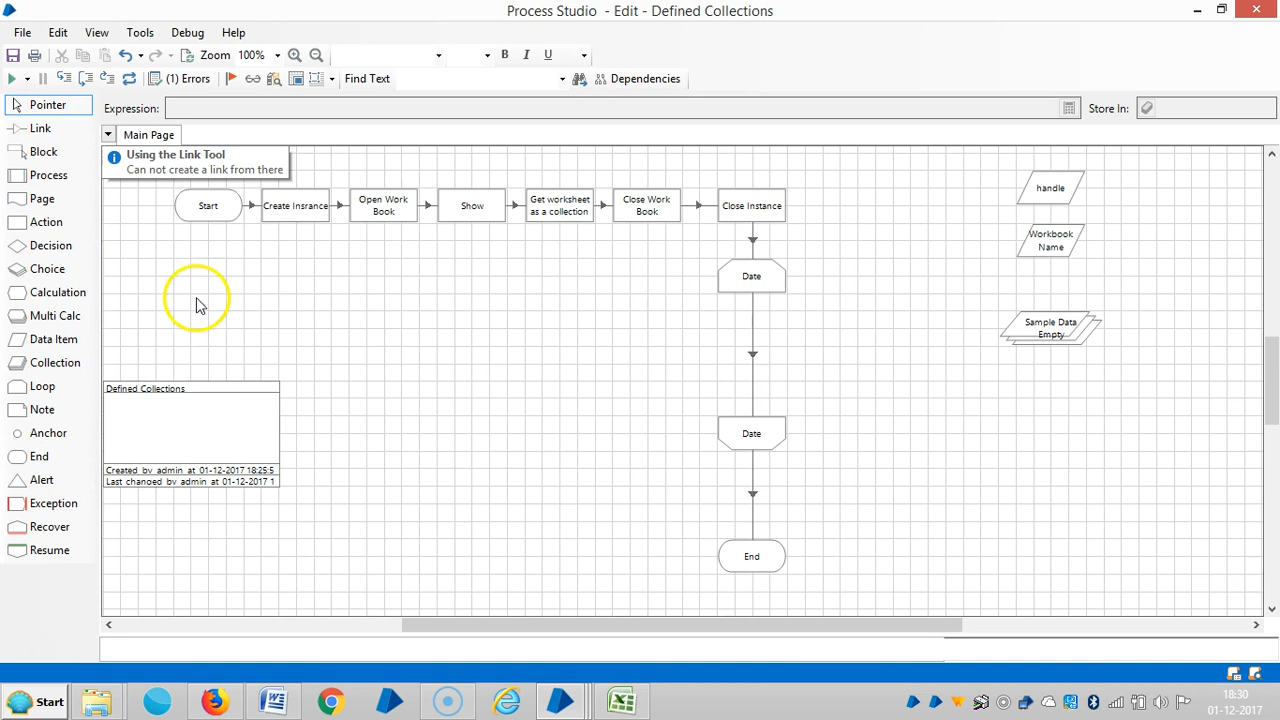 Process Studio - Edit - Defined Collections
File Edit View Tools Debug Help
Zoom 100% B I U
(1) Errors Find Text Dependencies
Pointer
Link
Block
Process
Page
Action
Decision
Choice
Calculation
Multi Calc
Data Item
Collection
Loop
Note
Anchor
End
Alert
Exception
Recover
Resume
Expression: Store In:
Main Page
Using the Link Tool
Can not create a link from there
Start
Create Insrance
Open Work
Book
Show
Get worksheet
as a collection
Close Work
Book
Close Instance
Date
Date
End
handle
Workbook
Name
Sample Data
Empty
Defined Collections
Created by admin at 01-12-2017 18:25:5
Last changed by admin at 01-12-2017 1
Start
18:30
01-12-2017